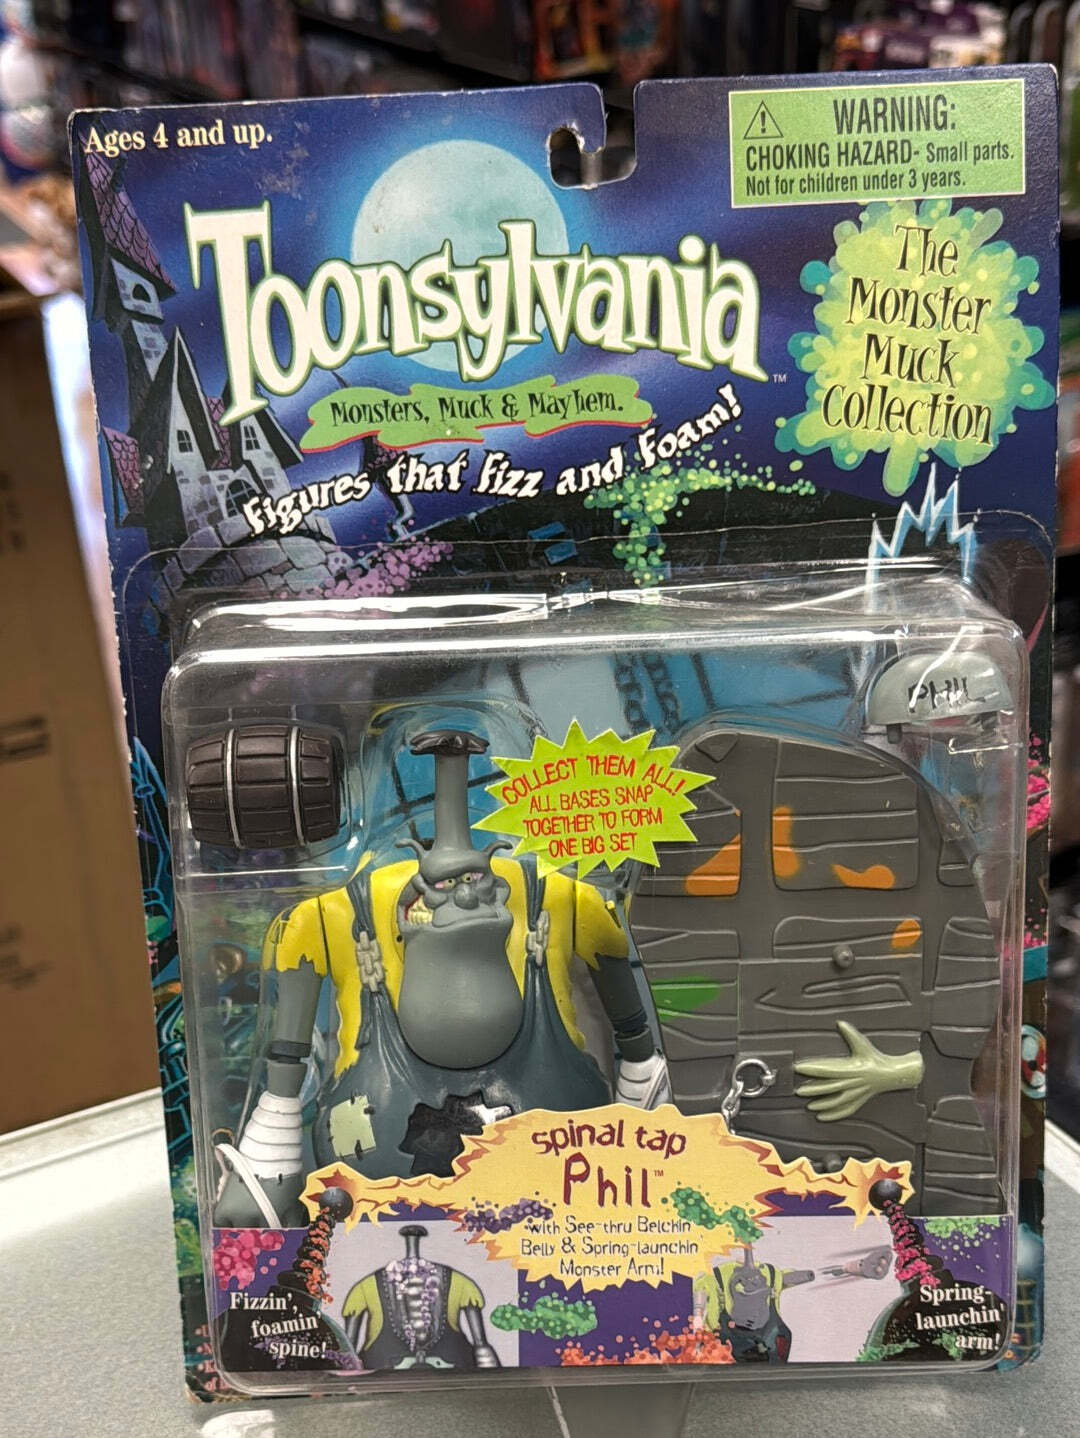 Ages 4 and up.
WARNING:
CHOKING HAZARD- Small parts.
Not for children under 3 years.
Toonsylvania™
Monsters, Muck & Mayhem.
Figures that Fizz and Foam!
The
Monster
Muck
Collection
PHIL
COLLECT THEM ALL!
ALL BASES SNAP
TOGETHER TO FORM
ONE BIG SET
spinal tap
Phil™
with See-thru Belchin'
Belly & Spring-launchin'
Monster Arm!
Fizzin',
foamin'
spine!
Spring-
launchin'
arm!